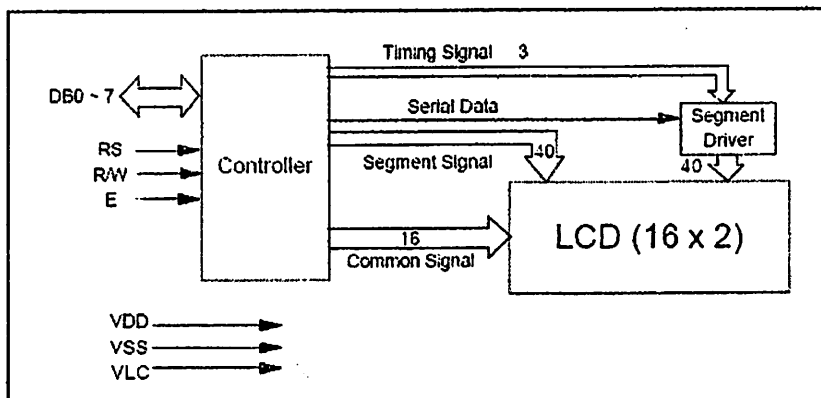 Timing Signal 3
DB0 ~ 7
Serial Data
Segment Driver
RS
R/W
E
Controller
40
Segment Signal
40
LCD (16 x 2)
16
Common Signal
VDD
VSS
VLC